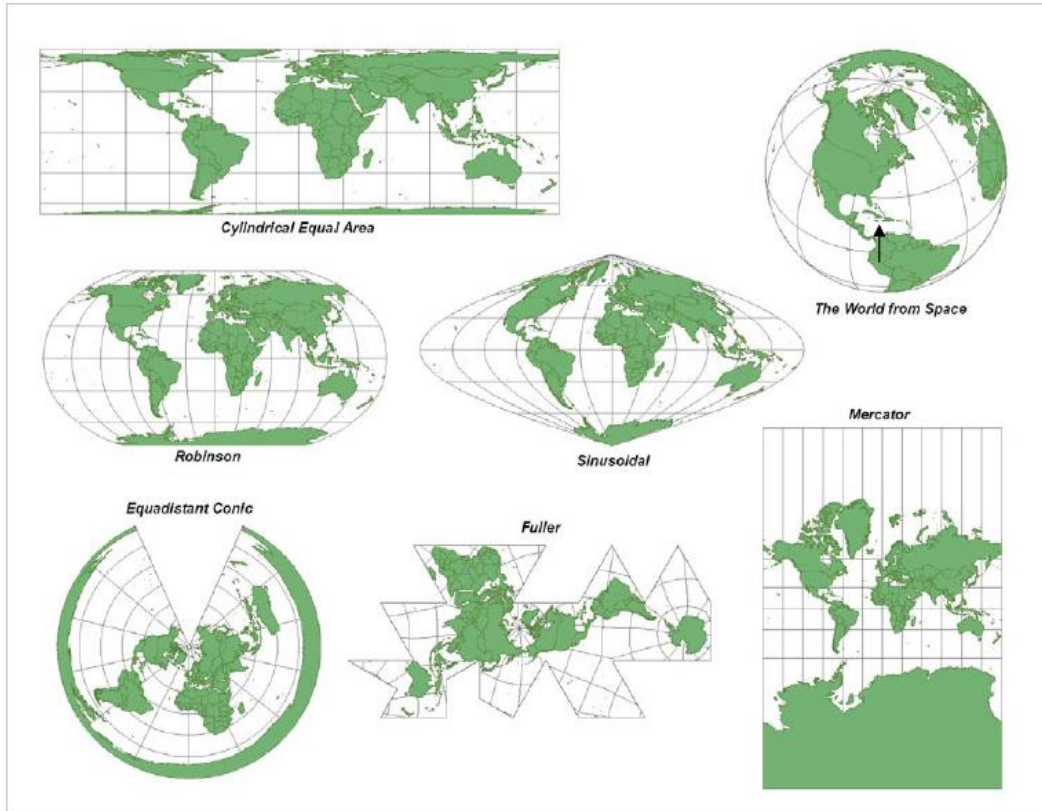 Cylindrical Equal Area
The World from Space
Robinson
Sinusoidal
Mercator
Equadistant Conic
Fuller